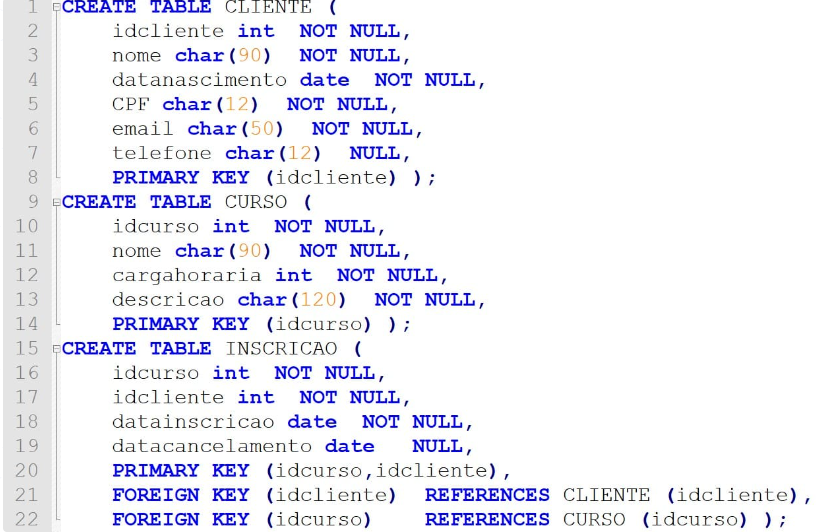 1 CREATE TABLE CLIENTE (
2 idcliente int NOT NULL,
3 nome char(90) NOT NULL,
4 datanascimento date NOT NULL,
5 CPF char(12) NOT NULL,
6 email char(50) NOT NULL,
7 telefone char(12) NULL,
8 PRIMARY KEY (idcliente) );
9 CREATE TABLE CURSO (
10 idcurso int NOT NULL,
11 nome char(90) NOT NULL,
12 cargahoraria int NOT NULL,
13 descricao char(120) NOT NULL,
14 PRIMARY KEY (idcurso) );
15 CREATE TABLE INSCRICAO (
16 idcurso int NOT NULL,
17 idcliente int NOT NULL,
18 datainscricao date NOT NULL,
19 datacancelamento date NULL,
20 PRIMARY KEY (idcurso,idcliente),
21 FOREIGN KEY (idcliente) REFERENCES CLIENTE (idcliente),
22 FOREIGN KEY (idcurso) REFERENCES CURSO (idcurso) );